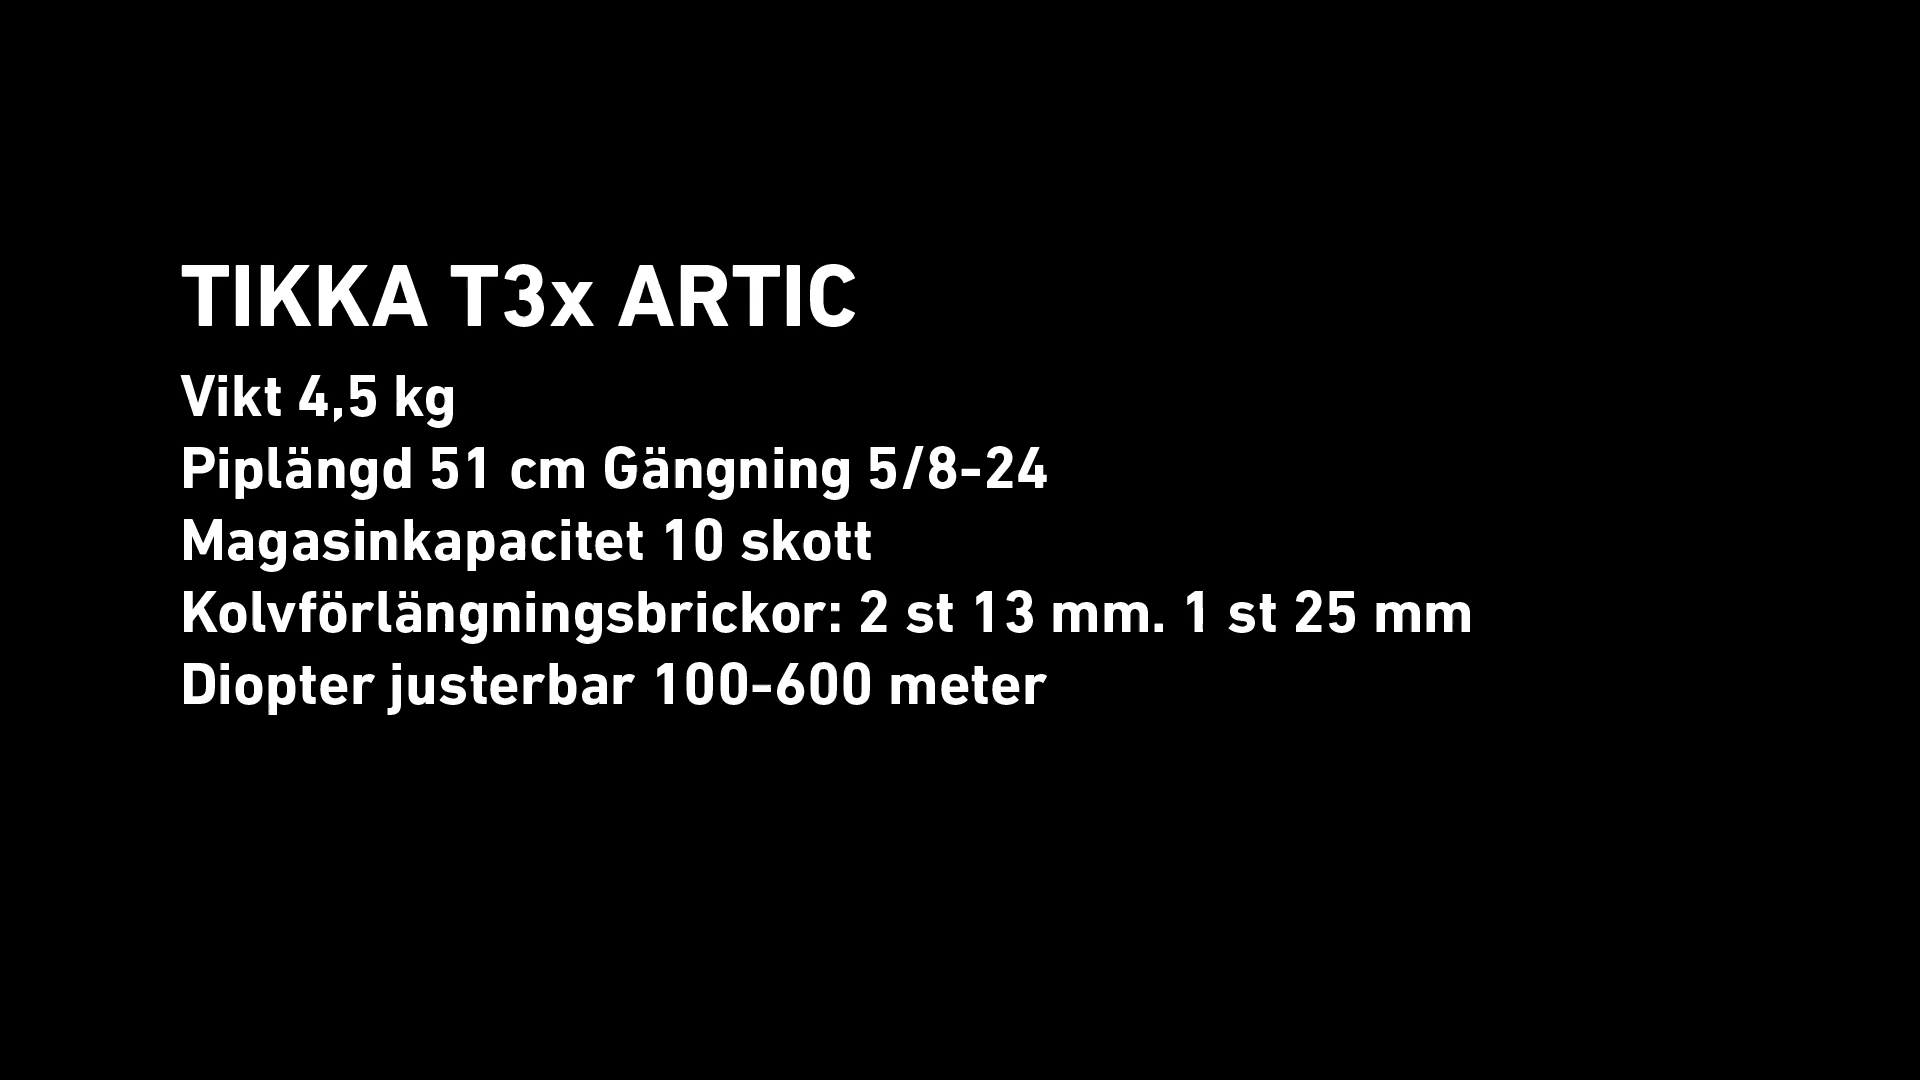 TIKKA T3x ARTIC
Vikt 4,5 kg
Piplängd 51 cm Gängning 5/8-24
Magasinkapacitet 10 skott
Kolvförlängningsbrickor: 2 st 13 mm. 1 st 25 mm
Diopter justerbar 100-600 meter